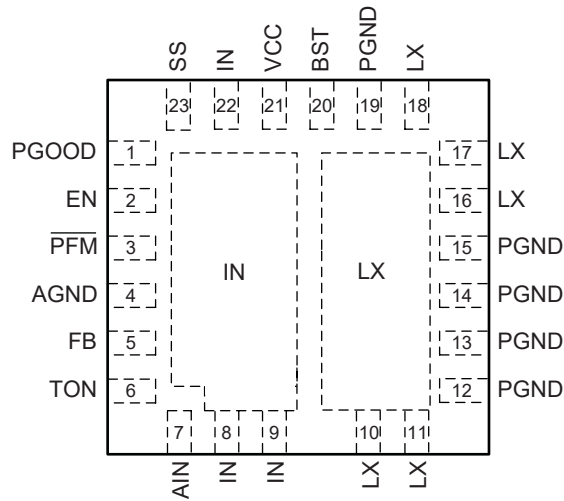 SS
IN
VCC
BST
PGND
LX
23
22
21
20
19
18
PGOOD 1
17 LX
EN 2
16 LX
PFM 3
15 PGND
AGND 4
14 PGND
FB 5
13 PGND
TON 6
12 PGND
IN
LX
7
8
9
10
11
AIN
IN
IN
LX
LX